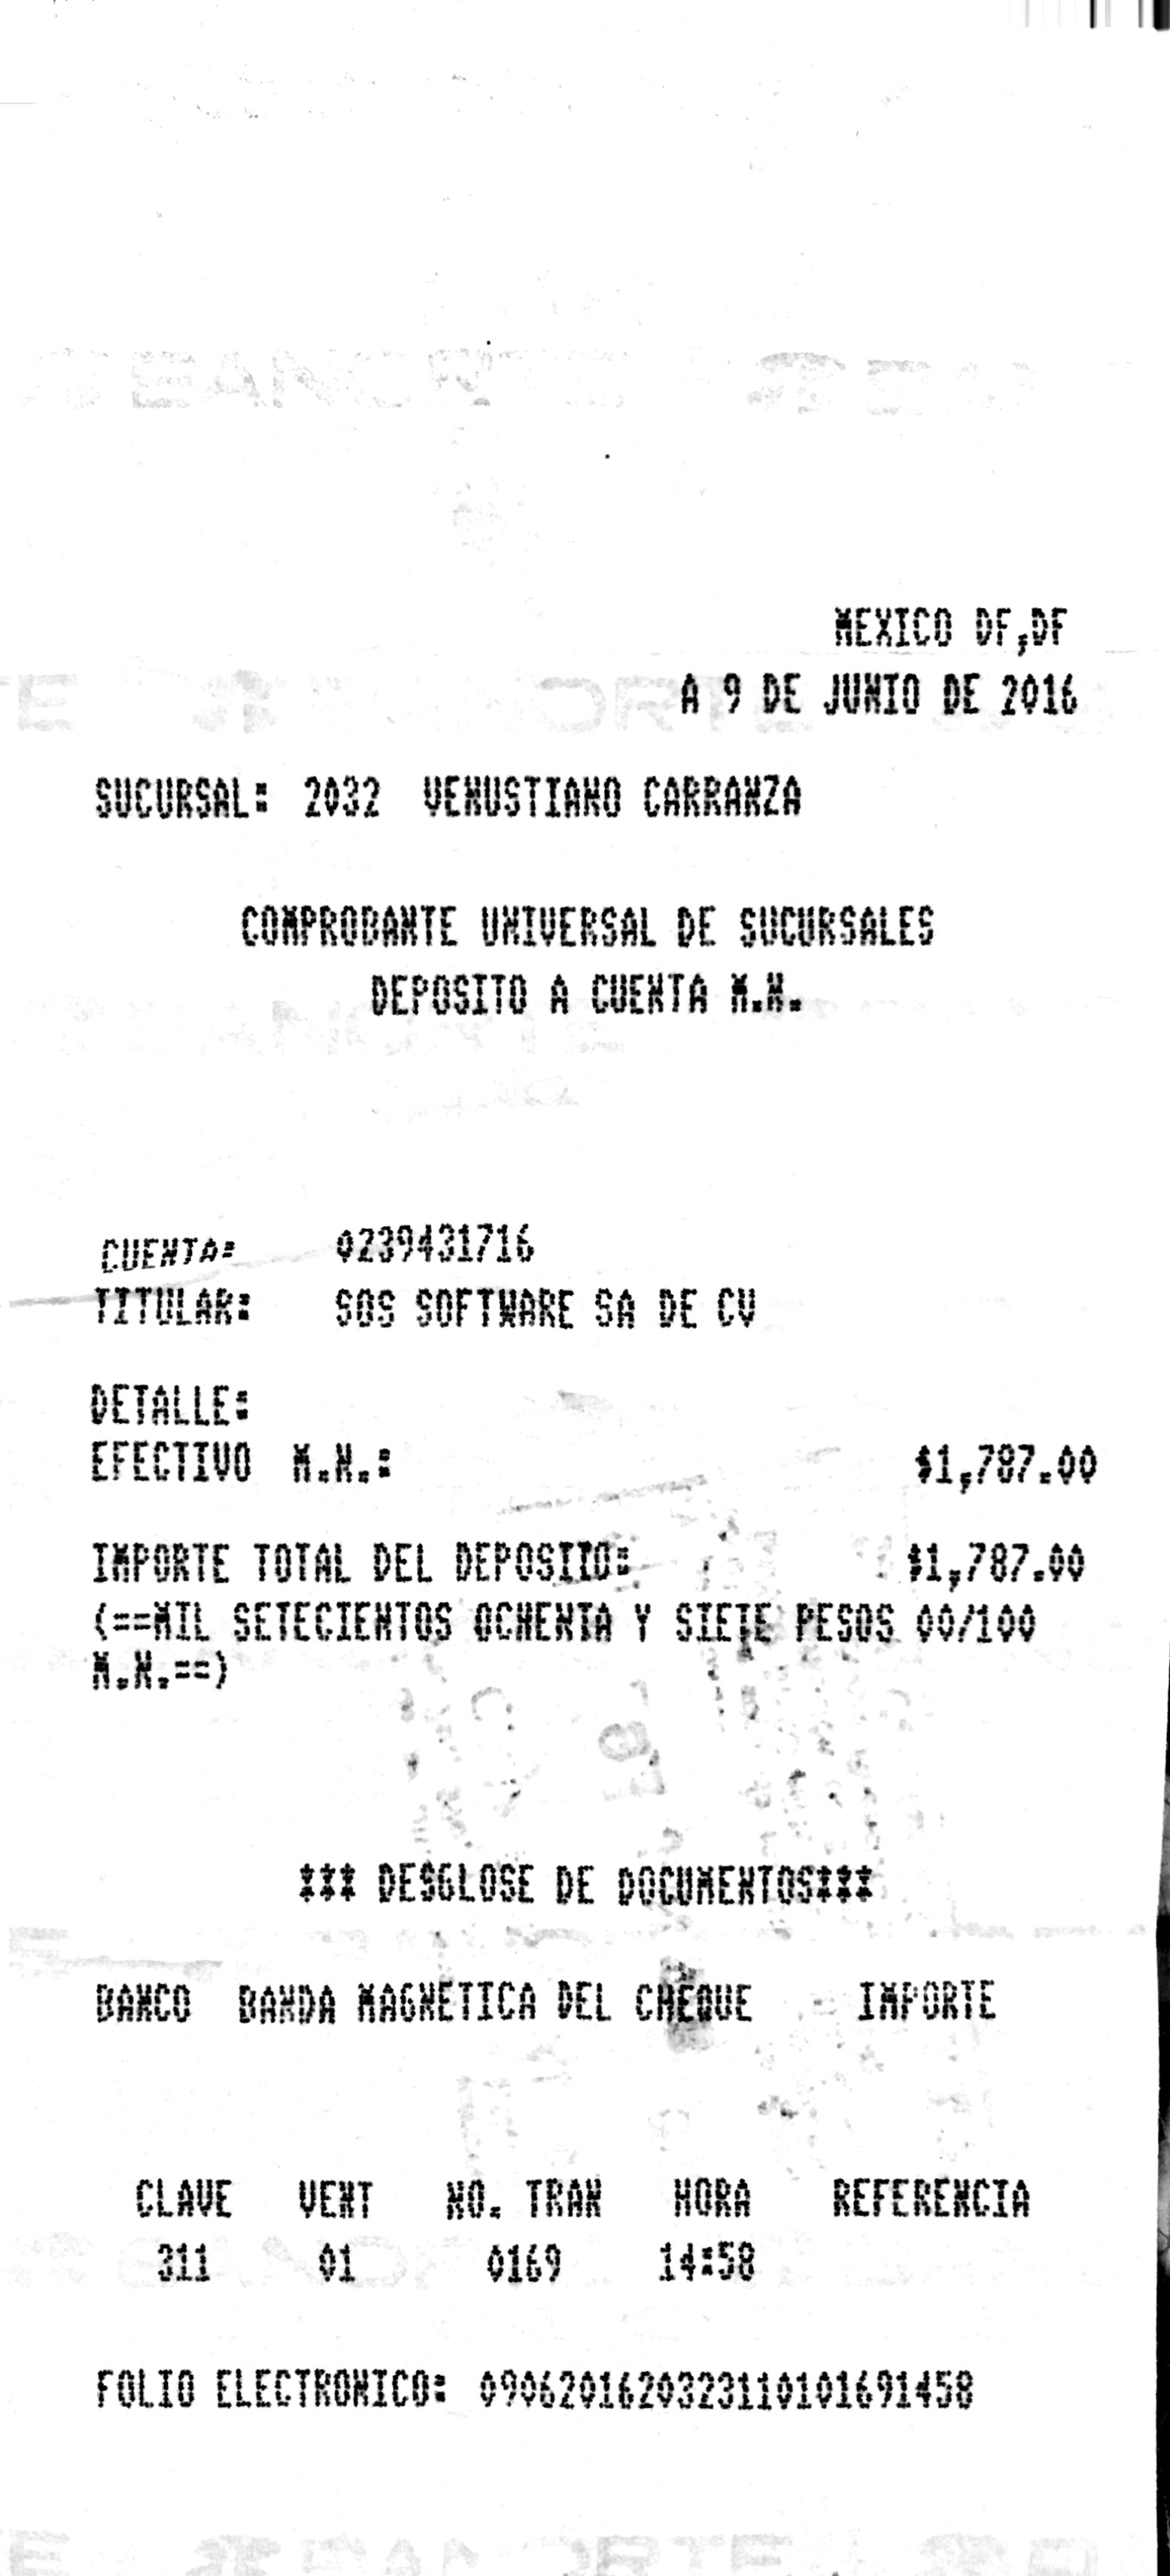 MEXICO DF,DF
A 9 DE JUNIO DE 2016
SUCURSAL: 2032 VENUSTIANO CARRANZA
COMPROBANTE UNIVERSAL DE SUCURSALES
DEPOSITO A CUENTA M.N.
CUENTA: 0239431716
TITULAR: SOS SOFTWARE SA DE CV
DETALLE:
EFECTIVO M.N.: $1,787.00
IMPORTE TOTAL DEL DEPOSITO: $1,787.00
(==MIL SETECIENTOS OCHENTA Y SIETE PESOS 00/100
M.N.==)
*** DESGLOSE DE DOCUMENTOS***
BANCO BANDA MAGNETICA DEL CHEQUE IMPORTE
CLAVE VENT NO. TRAN HORA REFERENCIA
311 01 0169 14:58
FOLIO ELECTRONICO: 0906201620323110101691458